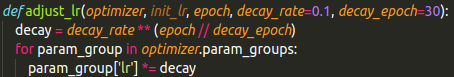 def adjust_lr(optimizer, init_lr, epoch, decay_rate=0.1, decay_epoch=30):
    decay = decay_rate ** (epoch // decay_epoch)
    for param_group in optimizer.param_groups:
        param_group['lr'] *= decay